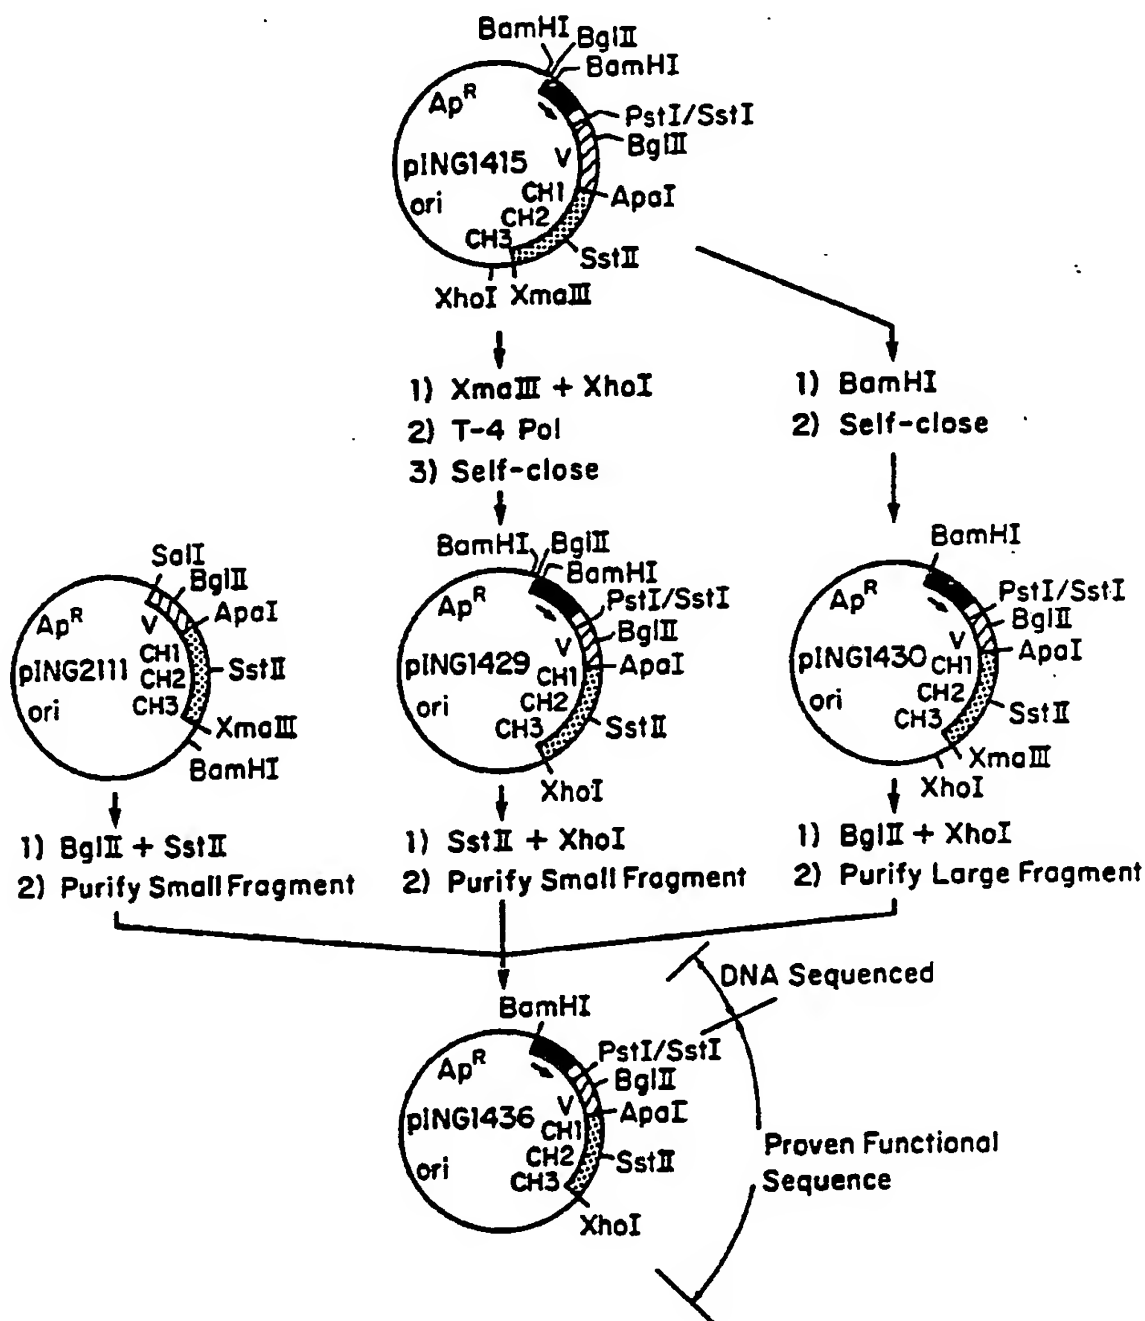 BamHI
BglII
BamHI
Ap^R
PstI/SstI
BglII
pING1415
V
CH1
ApaI
ori
CH2
CH3
SstII
XhoI
XmaIII
1) XmaIII + XhoI
2) T-4 Pol
3) Self-close
1) BamHI
2) Self-close
SalI
BglII
ApaI
Ap^R
V
pING2111
CH1
CH2
SstII
ori
CH3
XmaIII
BamHI
1) BglII + SstII
2) Purify Small Fragment
BamHI
BglII
BamHI
Ap^R
PstI/SstI
V
BglII
pING1429
CH1
ApaI
ori
CH2
CH3
SstII
XhoI
1) SstII + XhoI
2) Purify Small Fragment
BamHI
Ap^R
PstI/SstI
V
BglII
pING1430
CH1
ApaI
ori
CH2
CH3
SstII
XmaIII
XhoI
1) BglII + XhoI
2) Purify Large Fragment
BamHI
Ap^R
PstI/SstI
BglII
V
ApaI
pING1436
CH1
ori
CH2
SstII
CH3
XhoI
DNA Sequenced
Proven Functional
Sequence